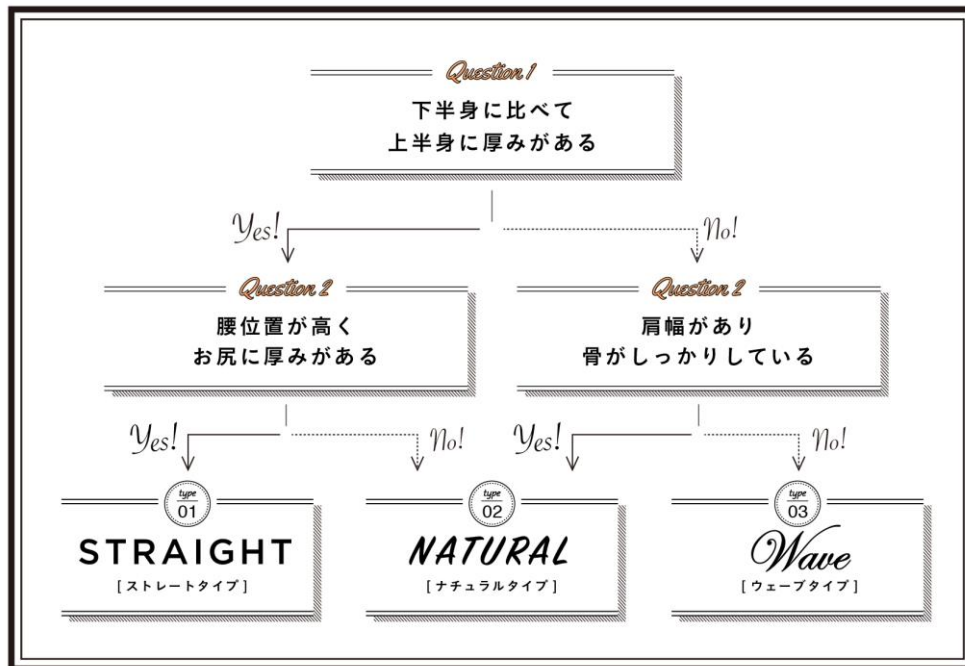 Question 1
下半身に比べて
上半身に厚みがある
Yes!
No!
Question 2
腰位置が高く
お尻に厚みがある
Question 2
肩幅があり
骨がしっかりしている
Yes!
No!
Yes!
No!
type
01
STRAIGHT
[ストレートタイプ]
type
02
NATURAL
[ナチュラルタイプ]
type
03
Wave
[ウェーブタイプ]